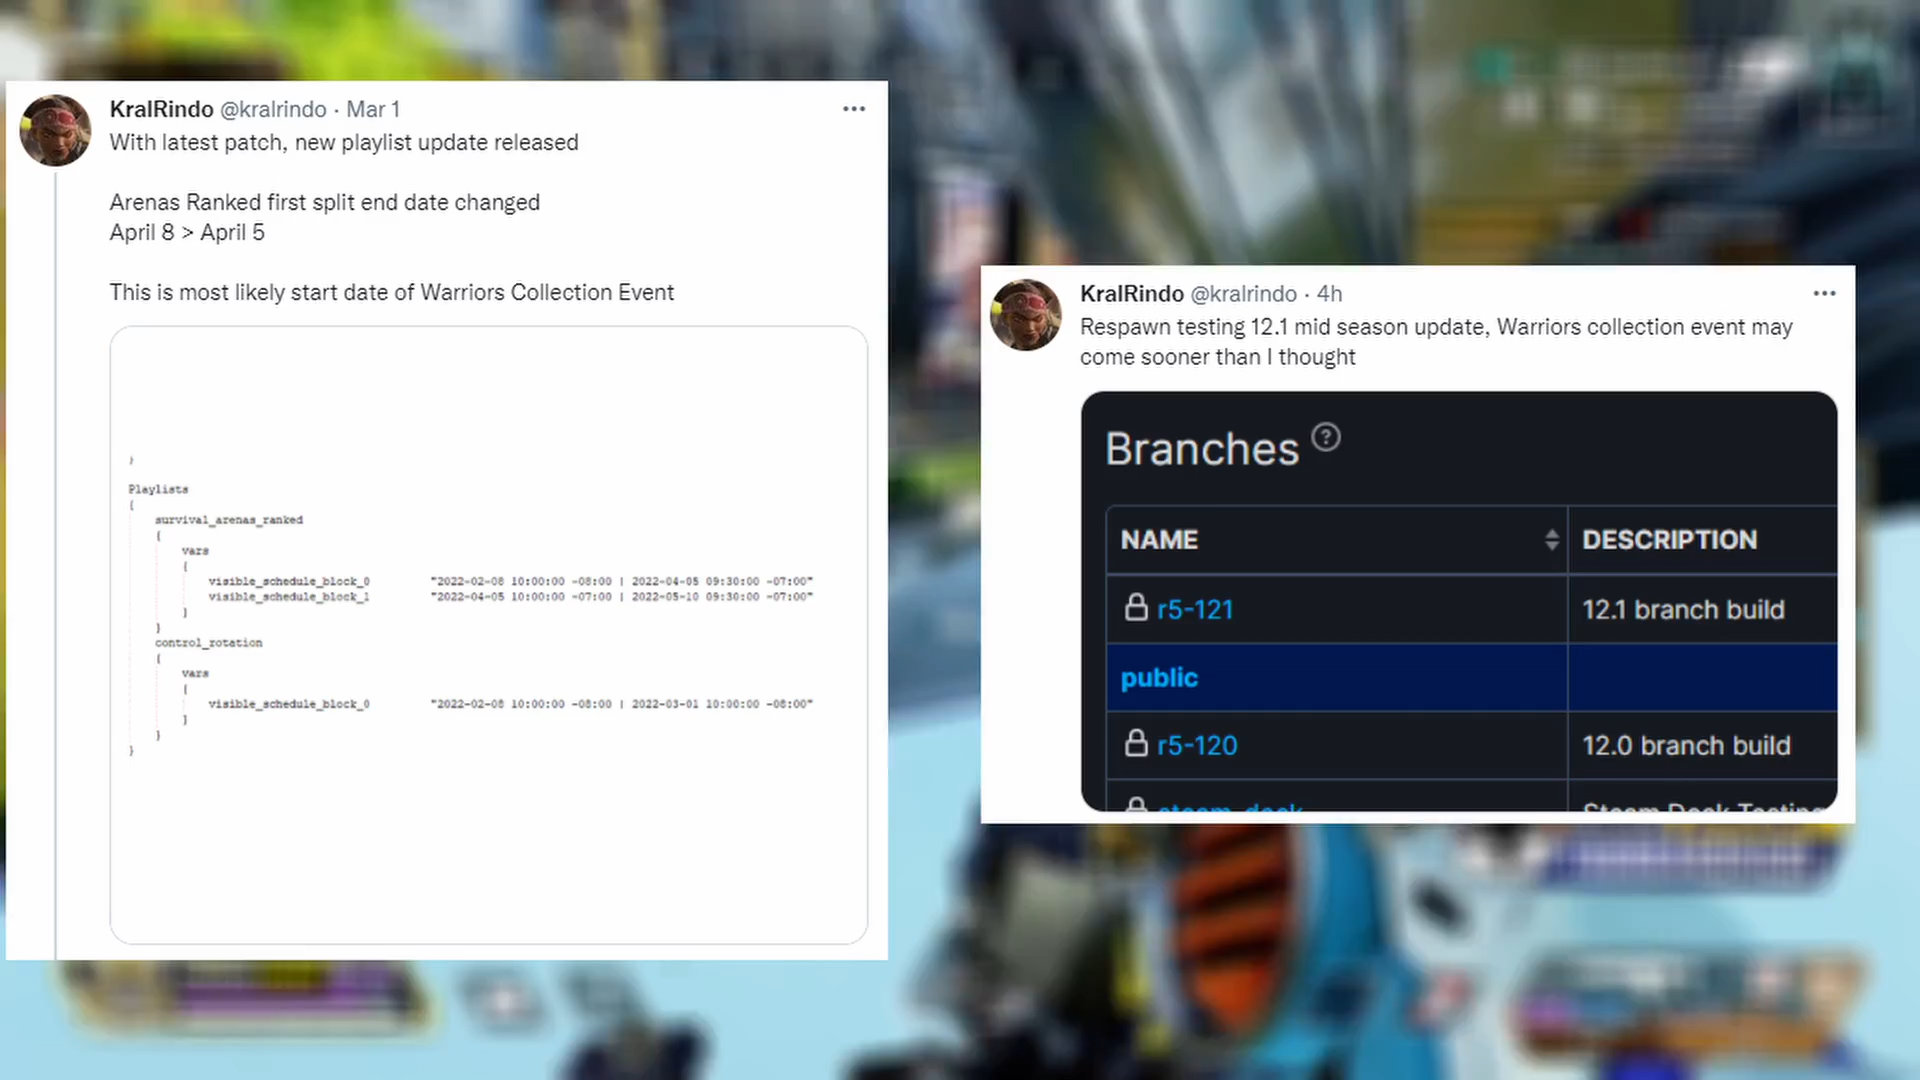 KralRindo @kralrindo · Mar 1
With latest patch, new playlist update released
Arenas Ranked first split end date changed
April 8 > April 5
This is most likely start date of Warriors Collection Event
}
Playlists
{
survival_arenas_ranked
{
vars
{
visible_schedule_block_0 "2022-02-08 10:00:00 -08:00 | 2022-04-05 09:30:00 -07:00"
visible_schedule_block_1 "2022-04-05 10:00:00 -07:00 | 2022-05-10 09:30:00 -07:00"
}
}
control_rotation
{
vars
{
visible_schedule_block_0 "2022-02-08 10:00:00 -08:00 | 2022-03-01 10:00:00 -08:00"
}
}
}
KralRindo @kralrindo · 4h
Respawn testing 12.1 mid season update, Warriors collection event may
come sooner than I thought
Branches ?
NAME DESCRIPTION
r5-121 12.1 branch build
public
r5-120 12.0 branch build
steam_deck Steam Deck Testing